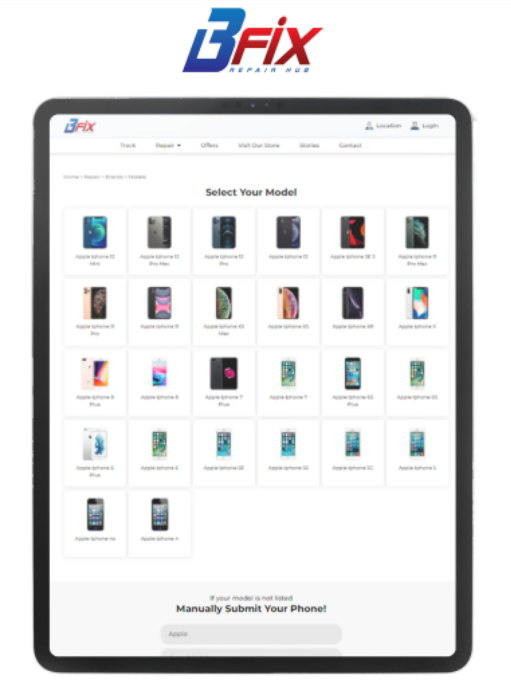 BFIX
REPAIR HUB
BFIX
Location Login
Track Repair Offers Visit Our Store Stories Contact
Home > Repair > Brands > Models
Select Your Model
Apple Iphone 12 Mini
Apple Iphone 12 Pro Max
Apple Iphone 12 Pro
Apple Iphone 12
Apple Iphone SE 2
Apple Iphone 11 Pro Max
Apple Iphone 11 Pro
Apple Iphone 11
Apple Iphone XS Max
Apple Iphone XS
Apple Iphone XR
Apple Iphone X
Apple Iphone 8 Plus
Apple Iphone 8
Apple Iphone 7 Plus
Apple Iphone 7
Apple Iphone 6S Plus
Apple Iphone 6S
Apple Iphone 6 Plus
Apple Iphone 6
Apple Iphone SE
Apple Iphone 5S
Apple Iphone 5C
Apple Iphone 5
Apple Iphone 4s
Apple Iphone 4
If your model is not listed
Manually Submit Your Phone!
Apple